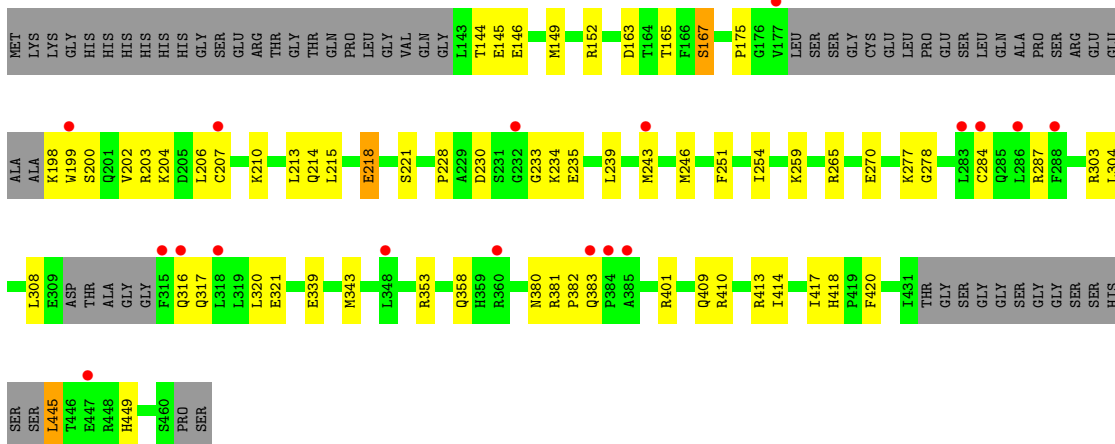 MET LYS LYS GLY HIS HIS HIS HIS HIS HIS GLY SER GLU ARG THR GLY THR GLN PRO LEU GLY VAL GLN GLY L143 T144 E145 E146 M149 R152 D163 T164 T165 F166 S167 P175 G176 V177 LEU SER SER GLY CYS GLU LEU PRO GLU SER LEU GLN ALA PRO SER ARG GLU GLU
ALA ALA K198 W199 S200 Q201 V202 R203 K204 D205 L206 C207 K210 L213 Q214 L215 E218 S221 P228 A229 D230 S231 G232 G233 K234 E235 L239 M243 M246 F251 I254 K259 R265 E270 K277 G278 L283 C284 Q285 L286 R287 F288 R303 L304
L308 E309 ASP THR ALA GLY GLY F315 Q316 Q317 L318 L319 L320 E321 E339 M343 L348 R353 Q358 H359 R360 N380 R381 P382 Q383 P384 A385 R401 Q409 R410 R413 I414 I417 H418 P419 F420 I431 THR GLY SER GLY GLY SER GLY GLY SER SER HIS
SER SER L445 T446 E447 R448 H449 S460 PRO SER